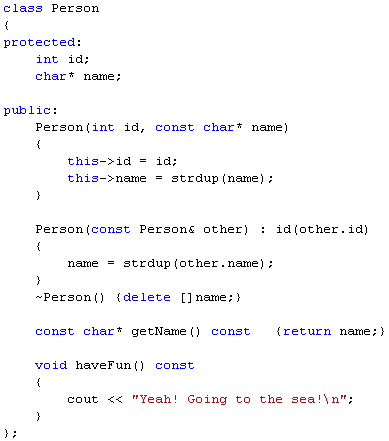 class Person
{
protected:
    int id;
    char* name;

public:
    Person(int id, const char* name)
    {
        this->id = id;
        this->name = strdup(name);
    }

    Person(const Person& other) : id(other.id)
    {
        name = strdup(other.name);
    }
    ~Person() {delete []name;}

    const char* getName() const   {return name;}

    void haveFun() const
    {
        cout << "Yeah! Going to the sea!\n";
    }
};